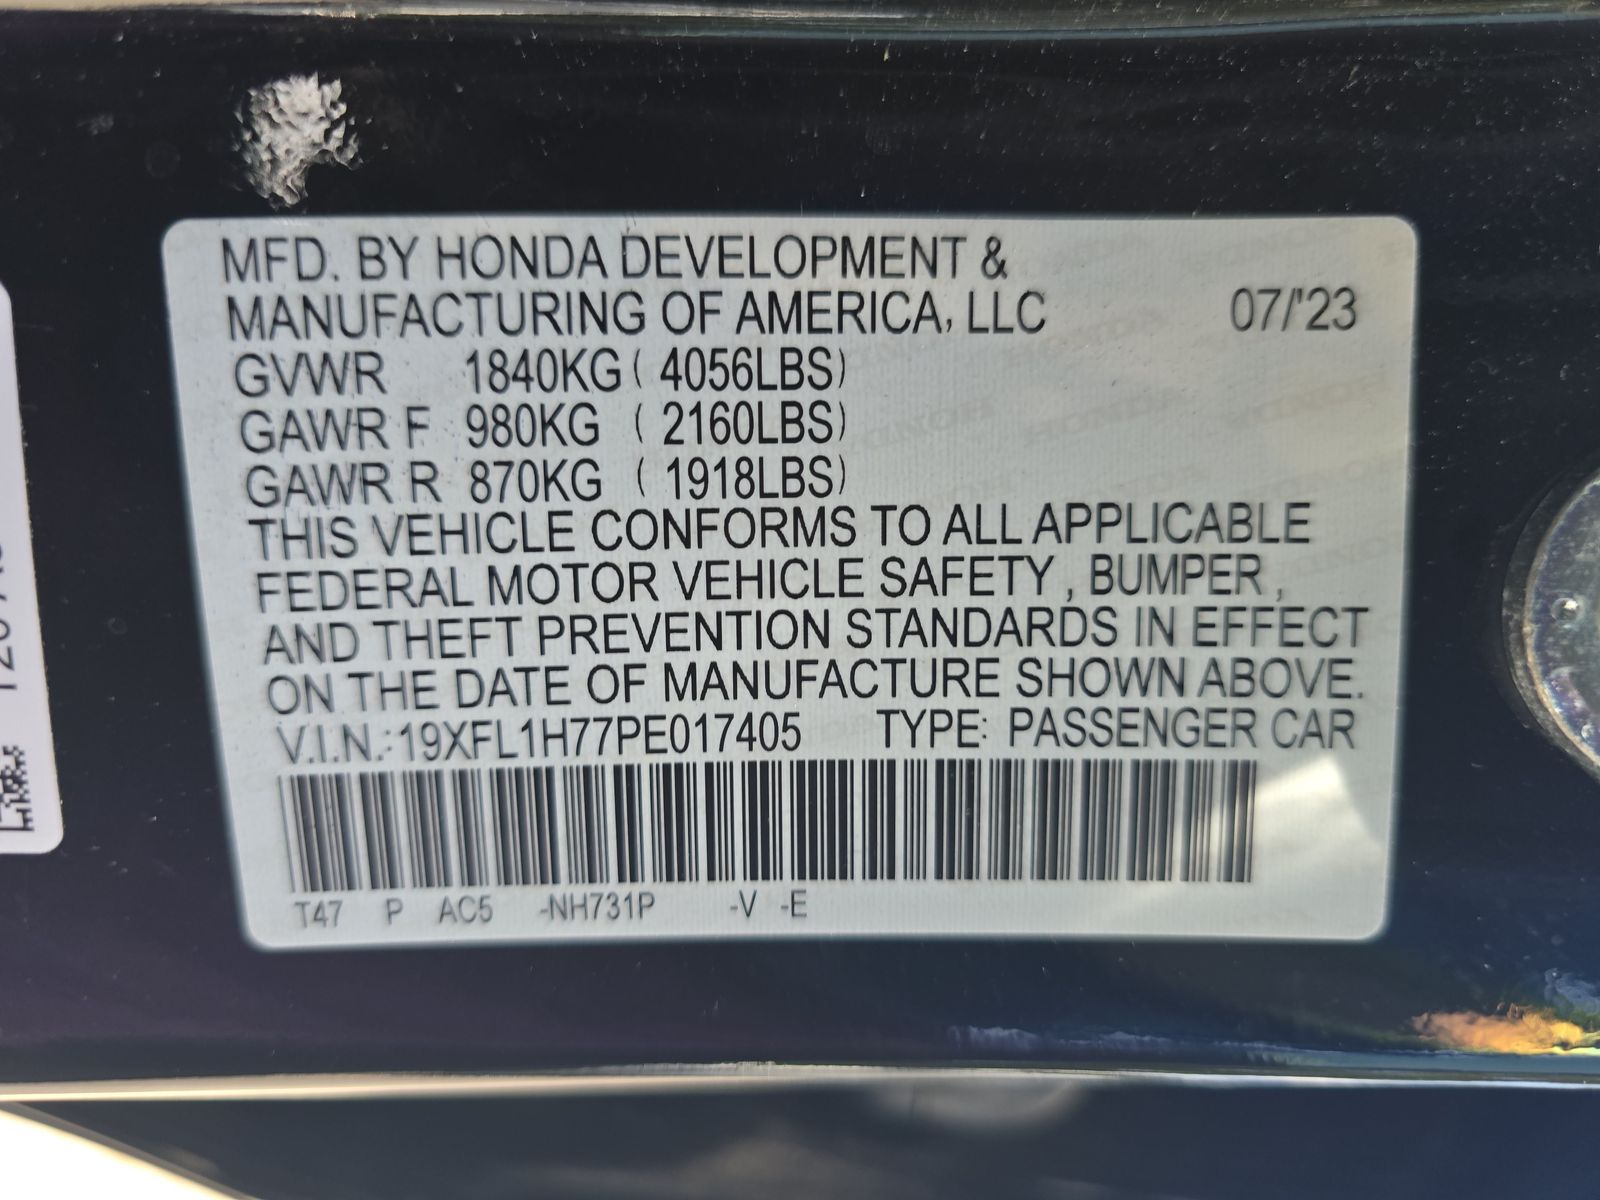 MFD. BY HONDA DEVELOPMENT &
MANUFACTURING OF AMERICA, LLC 07/'23
GVWR 1840KG ( 4056LBS)
GAWR F 980KG ( 2160LBS)
GAWR R 870KG ( 1918LBS)
THIS VEHICLE CONFORMS TO ALL APPLICABLE
FEDERAL MOTOR VEHICLE SAFETY , BUMPER ,
AND THEFT PREVENTION STANDARDS IN EFFECT
ON THE DATE OF MANUFACTURE SHOWN ABOVE.
V.I.N.:19XFL1H77PE017405 TYPE: PASSENGER CAR
T47 P AC5 -NH731P -V -E